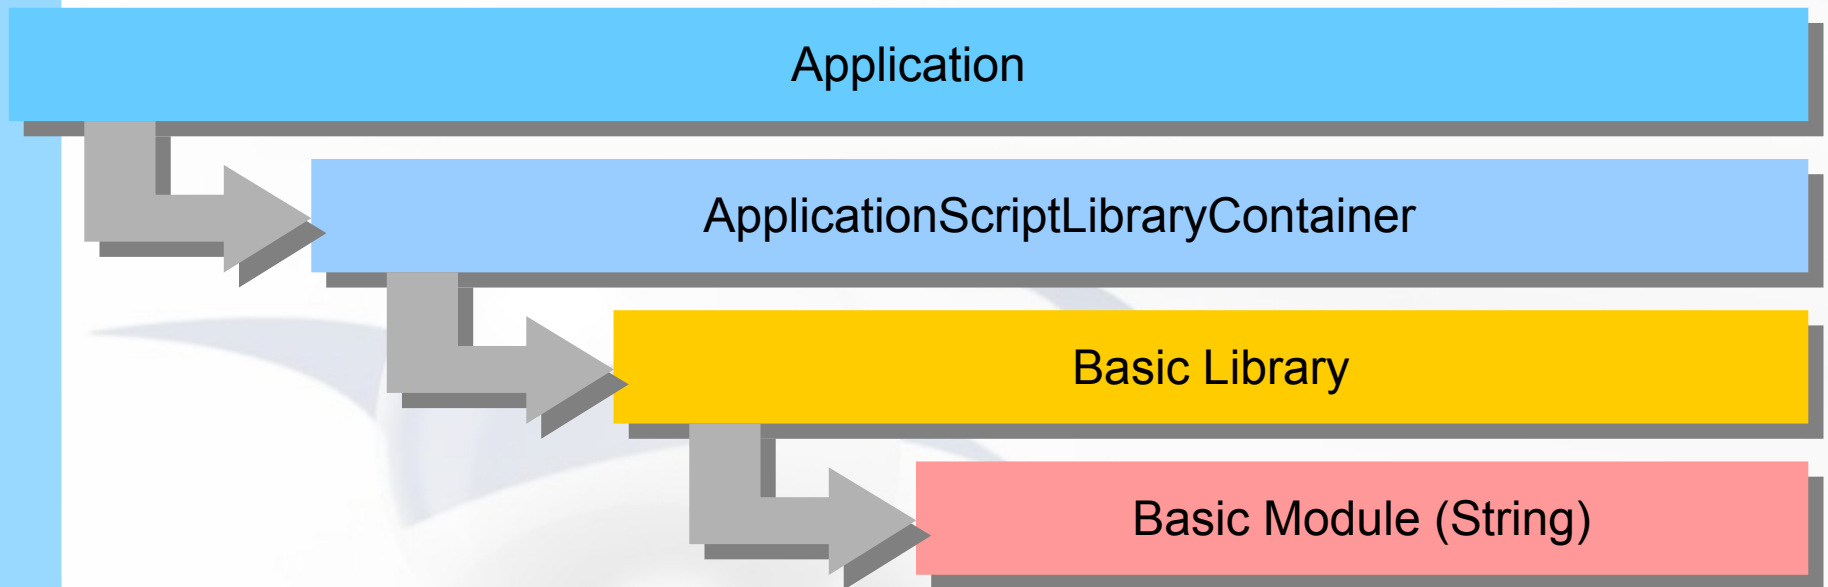 Application
ApplicationScriptLibraryContainer
Basic Library
Basic Module (String)